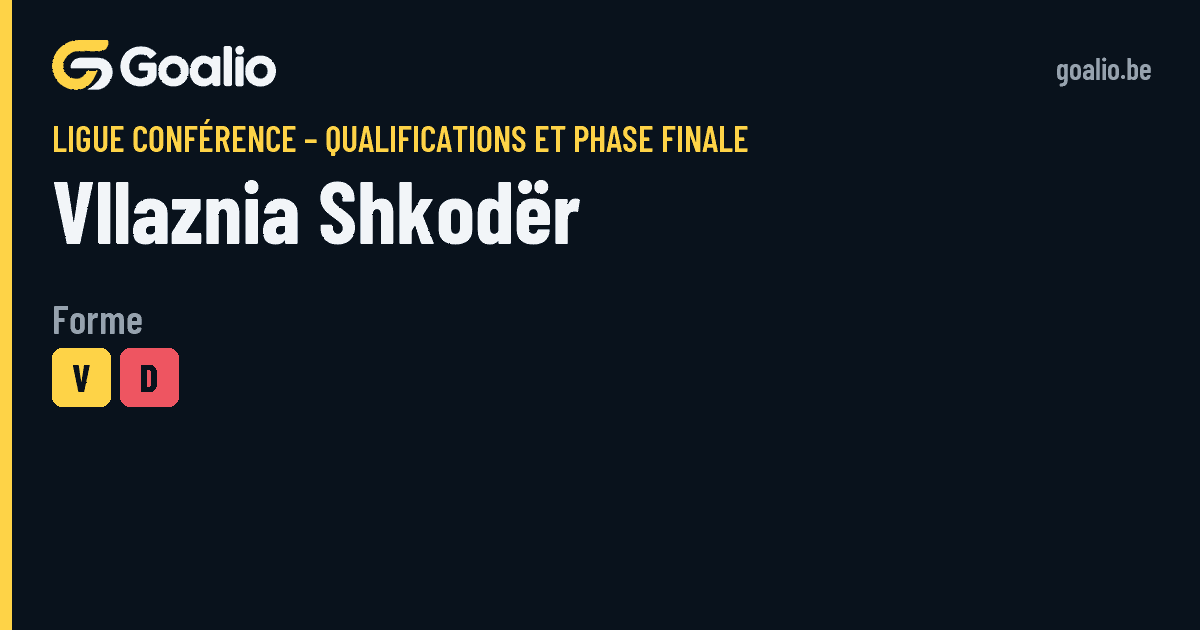 Goalio
goalio.be
LIGUE CONFÉRENCE – QUALIFICATIONS ET PHASE FINALE
Vllaznia Shkodër
Forme
V D